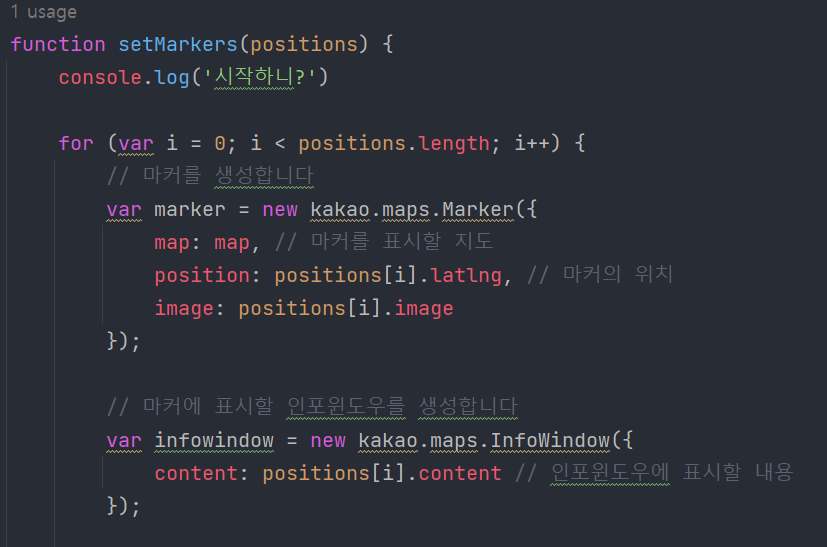 1 usage
function setMarkers(positions) {
console.log('시작하니?')
for (var i = 0; i < positions.length; i++) {
// 마커를 생성합니다
var marker = new kakao.maps.Marker({
map: map, // 마커를 표시할 지도
position: positions[i].latlng, // 마커의 위치
image: positions[i].image
});
// 마커에 표시할 인포윈도우를 생성합니다
var infowindow = new kakao.maps.InfoWindow({
content: positions[i].content // 인포윈도우에 표시할 내용
});